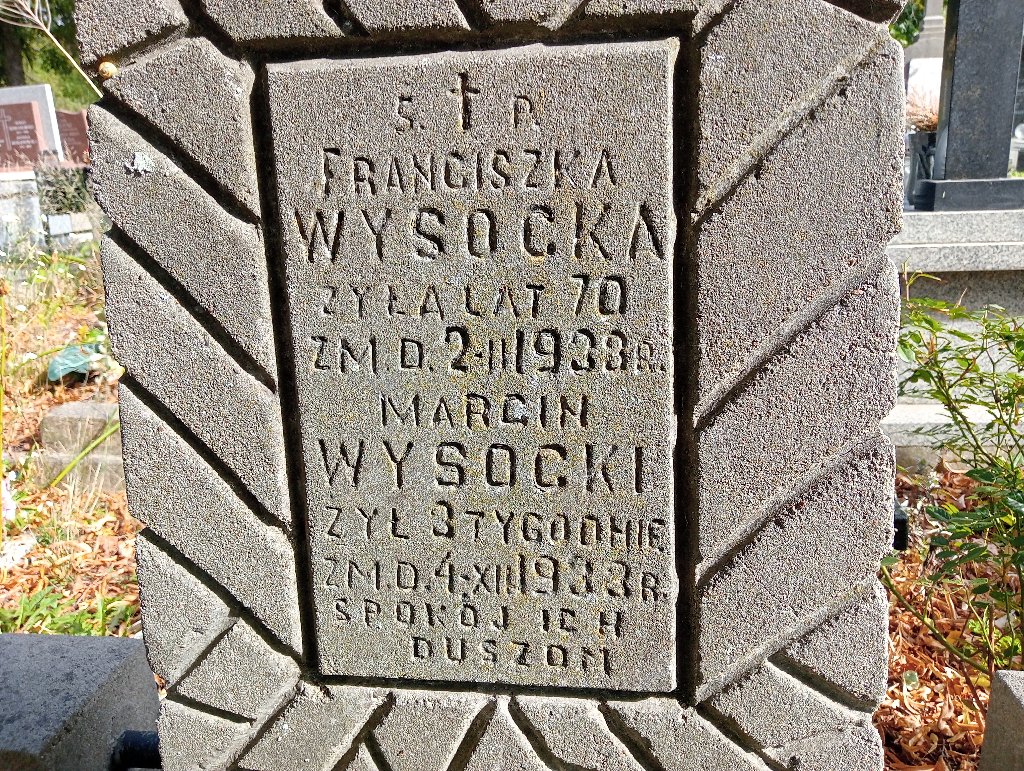 Ś. P.
FRANCISZKA
WYSOCKA
ŻYŁA LAT 70
ZM. D. 2·II 1933 R.
MARCIN
WYSOCKI
ŻYŁ 3 TYGODNIE
ZM. D. 4·XII 1933 R.
SPOKÓJ ICH
DUSZOM